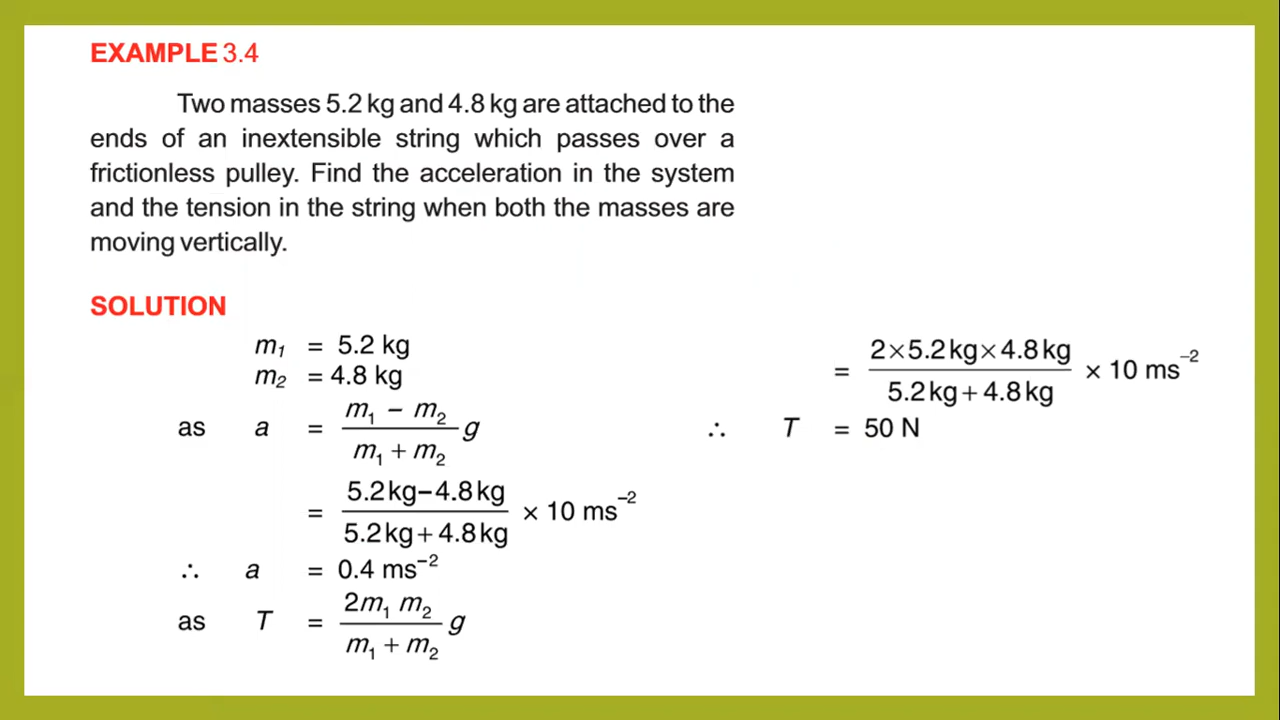 EXAMPLE 3.4
Two masses 5.2 kg and 4.8 kg are attached to the
ends of an inextensible string which passes over a
frictionless pulley. Find the acceleration in the system
and the tension in the string when both the masses are
moving vertically.
SOLUTION
m₁ = 5.2 kg
m₂ = 4.8 kg
as a = (m₁ − m₂)/(m₁ + m₂) g
= (5.2 kg − 4.8 kg)/(5.2 kg + 4.8 kg) × 10 ms⁻²
∴ a = 0.4 ms⁻²
as T = (2m₁ m₂)/(m₁ + m₂) g
= (2×5.2 kg×4.8 kg)/(5.2 kg + 4.8 kg) × 10 ms⁻²
∴ T = 50 N